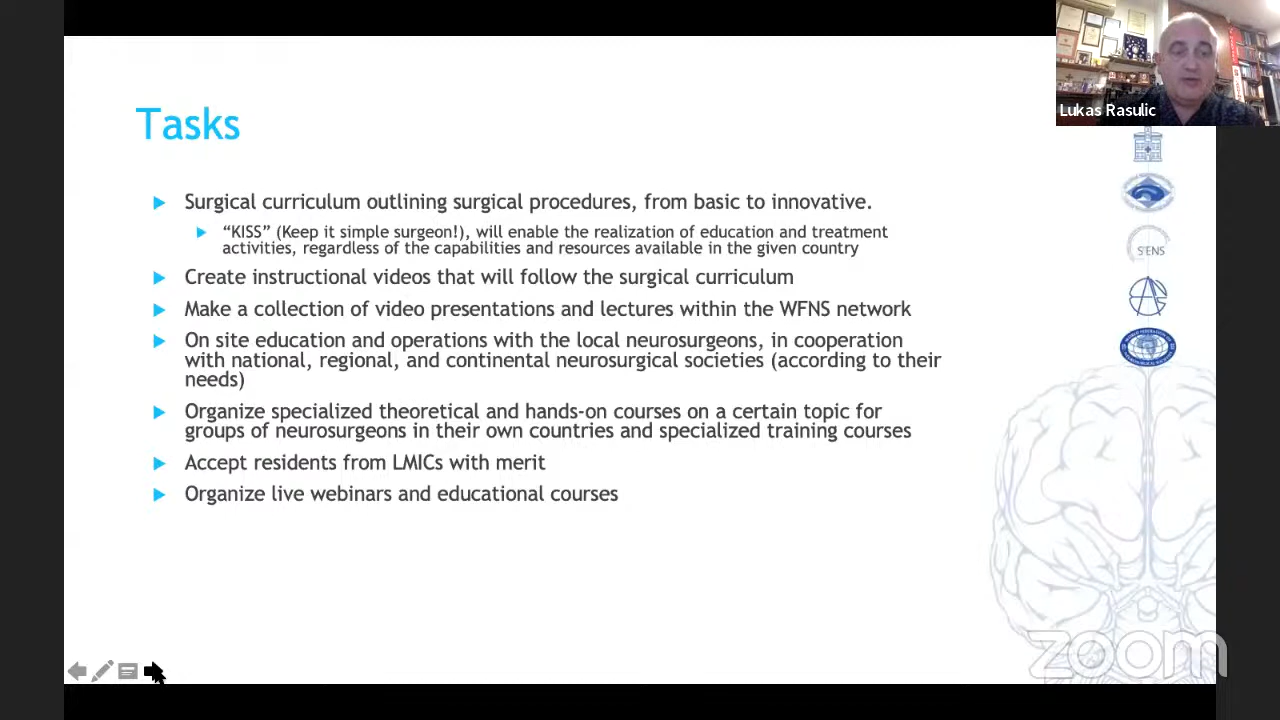 Lukas Rasulic
Tasks
Surgical curriculum outlining surgical procedures, from basic to innovative.
“KISS” (Keep it simple surgeon!), will enable the realization of education and treatment
activities, regardless of the capabilities and resources available in the given country
Create instructional videos that will follow the surgical curriculum
Make a collection of video presentations and lectures within the WFNS network
On site education and operations with the local neurosurgeons, in cooperation
with national, regional, and continental neurosurgical societies (according to their
needs)
Organize specialized theoretical and hands-on courses on a certain topic for
groups of neurosurgeons in their own countries and specialized training courses
Accept residents from LMICs with merit
Organize live webinars and educational courses
zoom